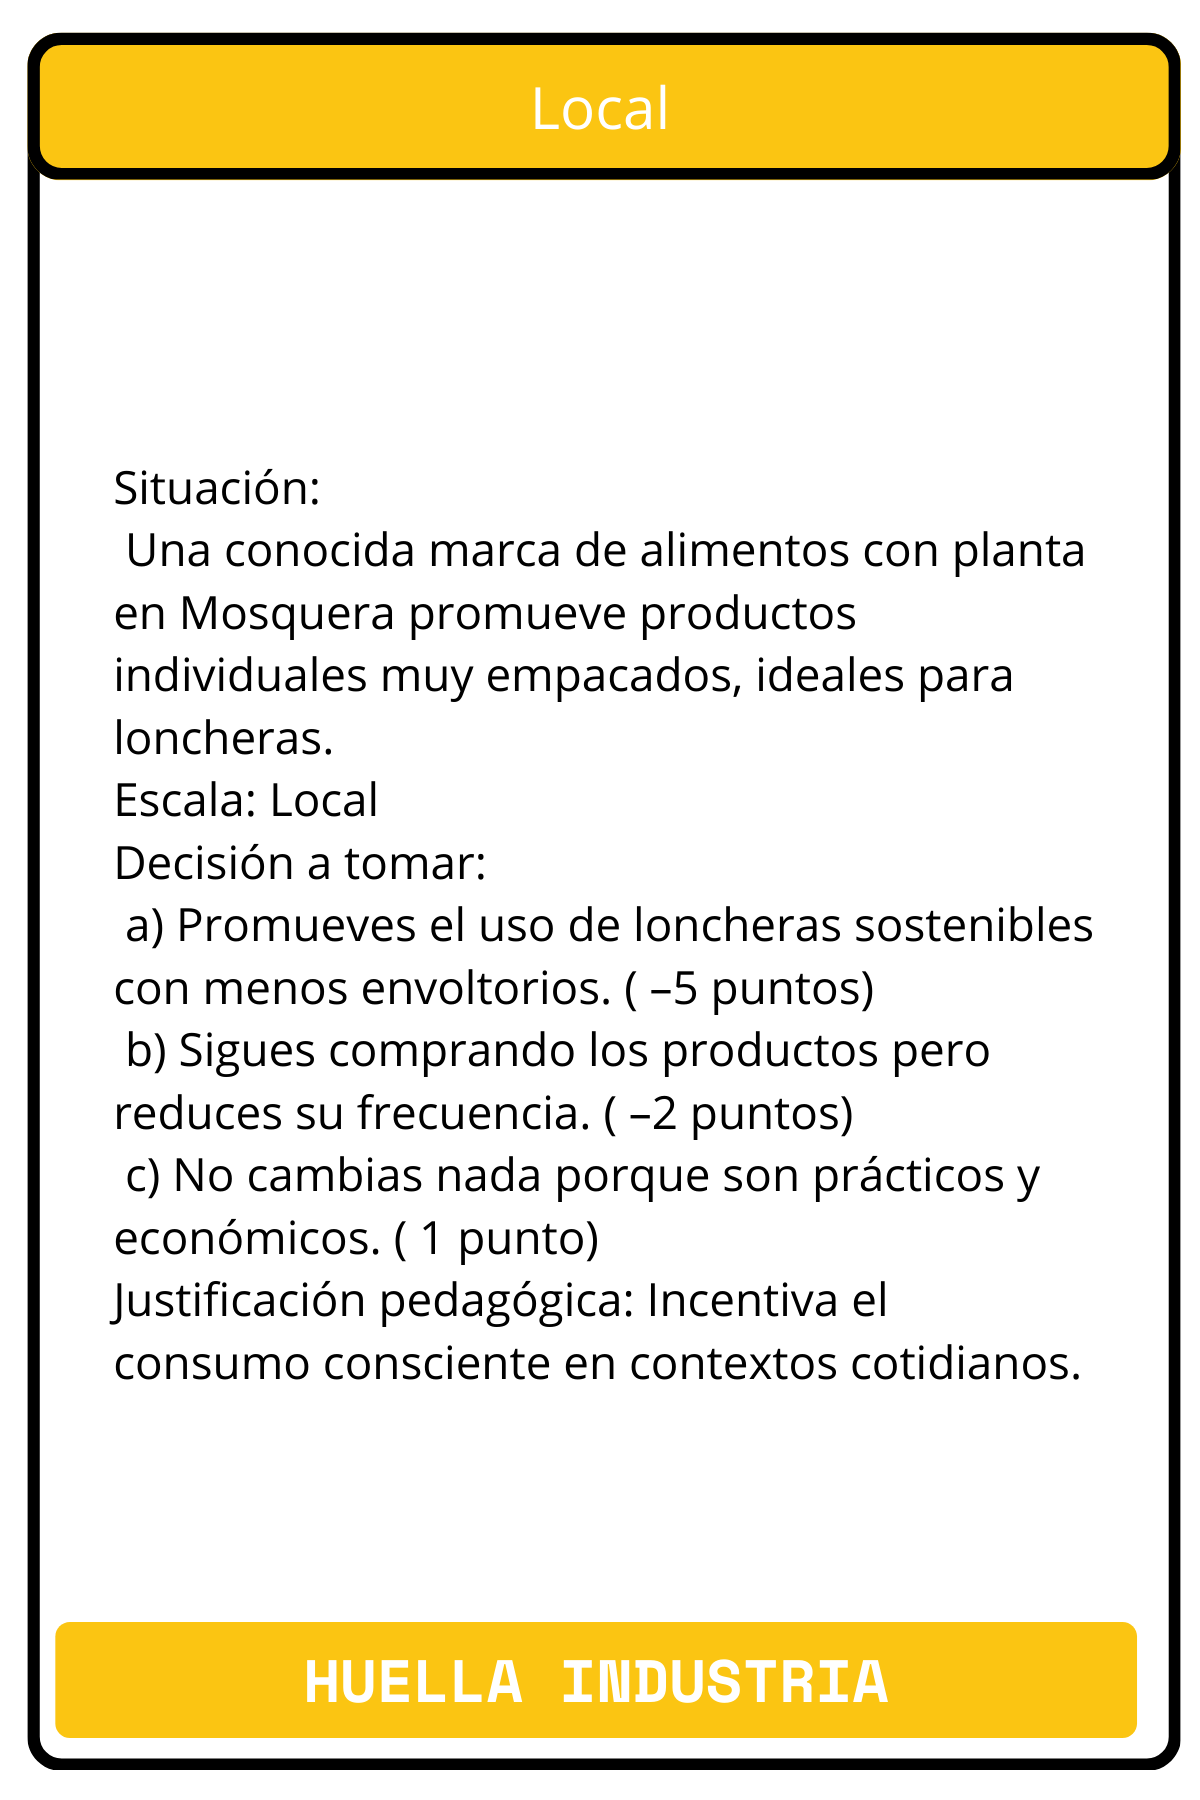 Local
Situación:
Una conocida marca de alimentos con planta
en Mosquera promueve productos
individuales muy empacados, ideales para
loncheras.
Escala: Local
Decisión a tomar:
a) Promueves el uso de loncheras sostenibles
con menos envoltorios. ( –5 puntos)
b) Sigues comprando los productos pero
reduces su frecuencia. ( –2 puntos)
c) No cambias nada porque son prácticos y
económicos. ( 1 punto)
Justificación pedagógica: Incentiva el
consumo consciente en contextos cotidianos.
HUELLA INDUSTRIA